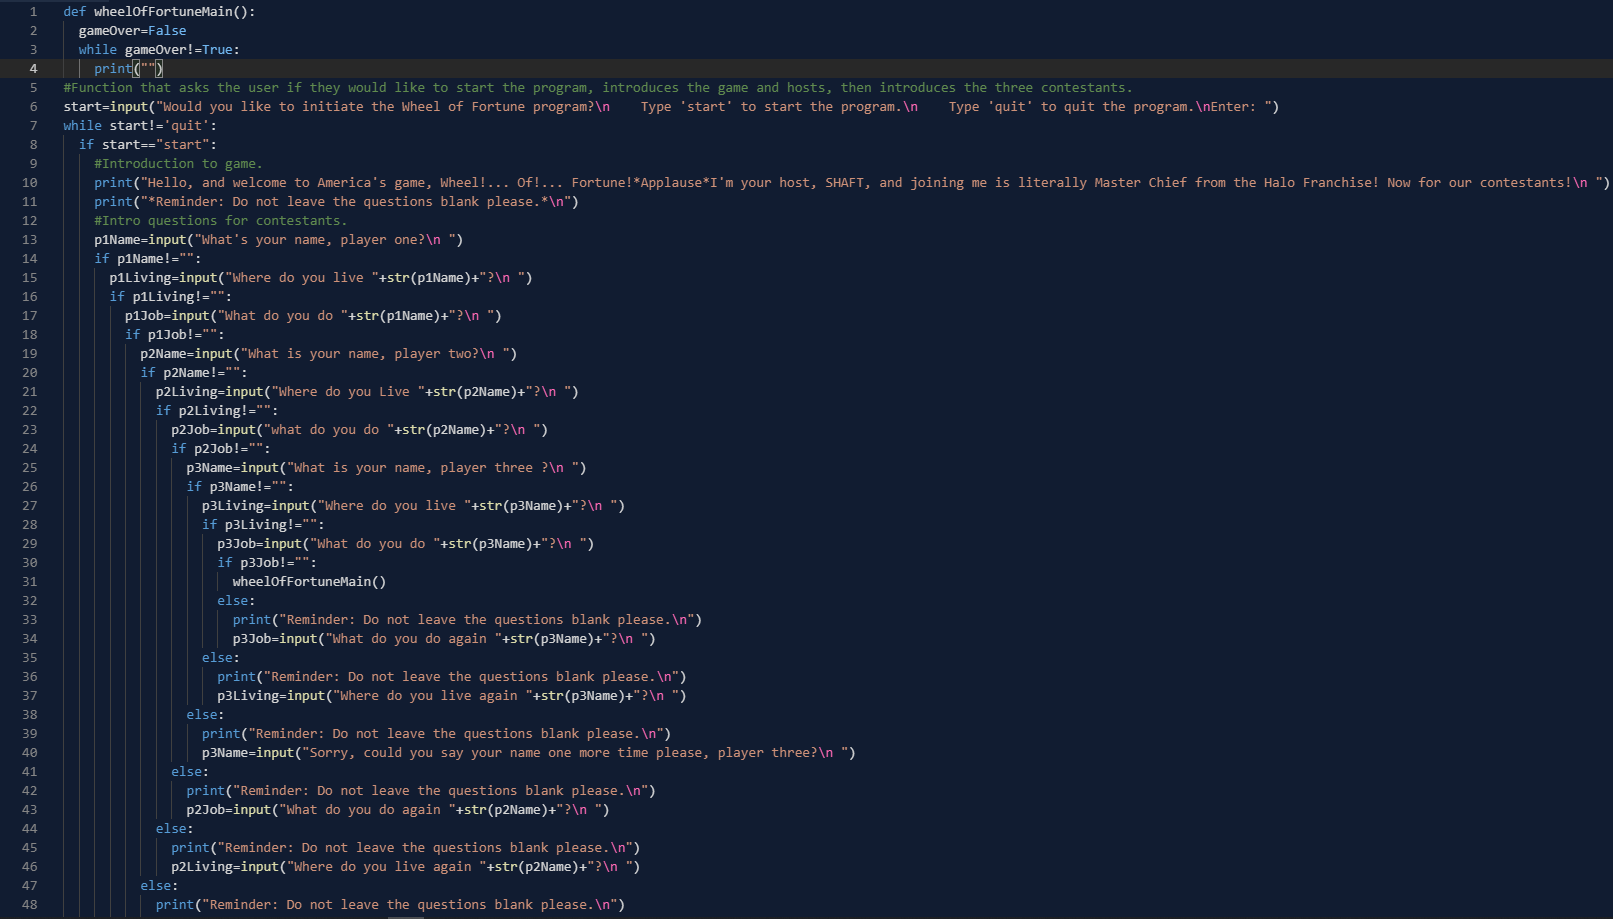 1 def wheelOfFortuneMain():
2   gameOver=False
3   while gameOver!=True:
4     print("")
5 #Function that asks the user if they would like to start the program, introduces the game and hosts, then introduces the three contestants.
6 start=input("Would you like to initiate the Wheel of Fortune program?\n    Type 'start' to start the program.\n    Type 'quit' to quit the program.\nEnter: ")
7 while start!='quit':
8   if start=="start":
9     #Introduction to game.
10     print("Hello, and welcome to America's game, Wheel!... Of!... Fortune!*Applause*I'm your host, SHAFT, and joining me is literally Master Chief from the Halo Franchise! Now for our contestants!\n ")
11     print("*Reminder: Do not leave the questions blank please.*\n")
12     #Intro questions for contestants.
13     p1Name=input("What's your name, player one?\n ")
14     if p1Name!="":
15       p1Living=input("Where do you live "+str(p1Name)+"?\n ")
16       if p1Living!="":
17         p1Job=input("What do you do "+str(p1Name)+"?\n ")
18         if p1Job!="":
19           p2Name=input("What is your name, player two?\n ")
20           if p2Name!="":
21             p2Living=input("Where do you Live "+str(p2Name)+"?\n ")
22             if p2Living!="":
23               p2Job=input("what do you do "+str(p2Name)+"?\n ")
24               if p2Job!="":
25                 p3Name=input("What is your name, player three ?\n ")
26                 if p3Name!="":
27                   p3Living=input("Where do you live "+str(p3Name)+"?\n ")
28                   if p3Living!="":
29                     p3Job=input("What do you do "+str(p3Name)+"?\n ")
30                     if p3Job!="":
31                       wheelOfFortuneMain()
32                     else:
33                       print("Reminder: Do not leave the questions blank please.\n")
34                       p3Job=input("What do you do again "+str(p3Name)+"?\n ")
35                   else:
36                     print("Reminder: Do not leave the questions blank please.\n")
37                     p3Living=input("Where do you live again "+str(p3Name)+"?\n ")
38                 else:
39                   print("Reminder: Do not leave the questions blank please.\n")
40                   p3Name=input("Sorry, could you say your name one more time please, player three?\n ")
41               else:
42                 print("Reminder: Do not leave the questions blank please.\n")
43                 p2Job=input("What do you do again "+str(p2Name)+"?\n ")
44             else:
45               print("Reminder: Do not leave the questions blank please.\n")
46               p2Living=input("Where do you live again "+str(p2Name)+"?\n ")
47           else:
48             print("Reminder: Do not leave the questions blank please.\n")